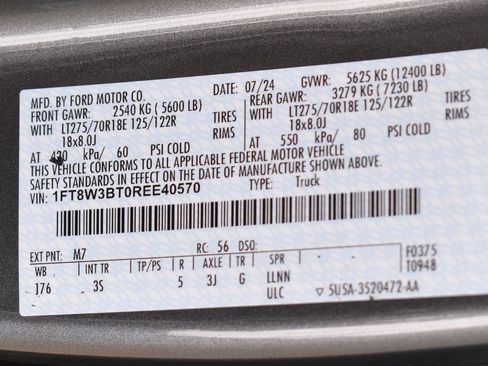 MFD. BY FORD MOTOR CO. DATE: 07/24 GVWR: 5625 KG (12400 LB)
FRONT GAWR: 2540 KG ( 5600 LB) REAR GAWR: 3279 KG ( 7230 LB)
WITH LT275/70R18E 125/122R TIRES WITH LT275/70R18E 125/122R TIRES
18x8.0J RIMS 18x8.0J RIMS
AT kPa/ 60 PSI COLD AT 550 kPa/ 80 PSI COLD
THIS VEHICLE CONFORMS TO ALL APPLICABLE FEDERAL MOTOR VEHICLE
SAFETY STANDARDS IN EFFECT ON THE DATE OF MANUFACTURE SHOWN ABOVE.
VIN: 1FT8W3BT0REE40570 TYPE: Truck
EXT PNT: M7 RC: 56 DSO: F0375
WB INT TR TP/PS R AXLE TR SPR T0948
176 3S 5 3J G LLNN
ULC ▽ 5U5A-3520472-AA